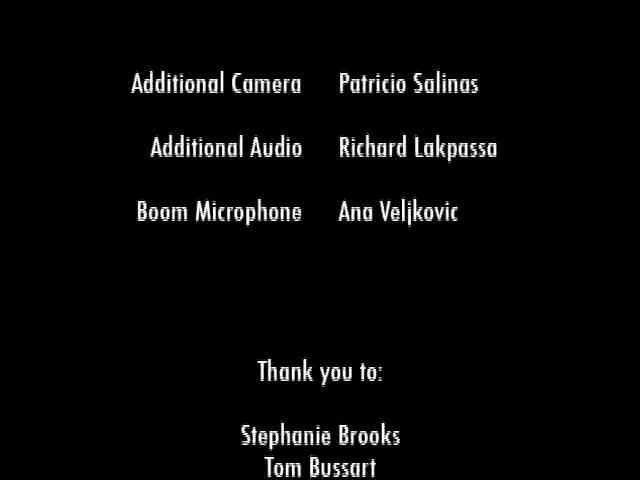 Additional Camera Patricio Salinas
Additional Audio Richard Lakpassa
Boom Microphone Ana Veljkovic
Thank you to:
Stephanie Brooks
Tom Bussart